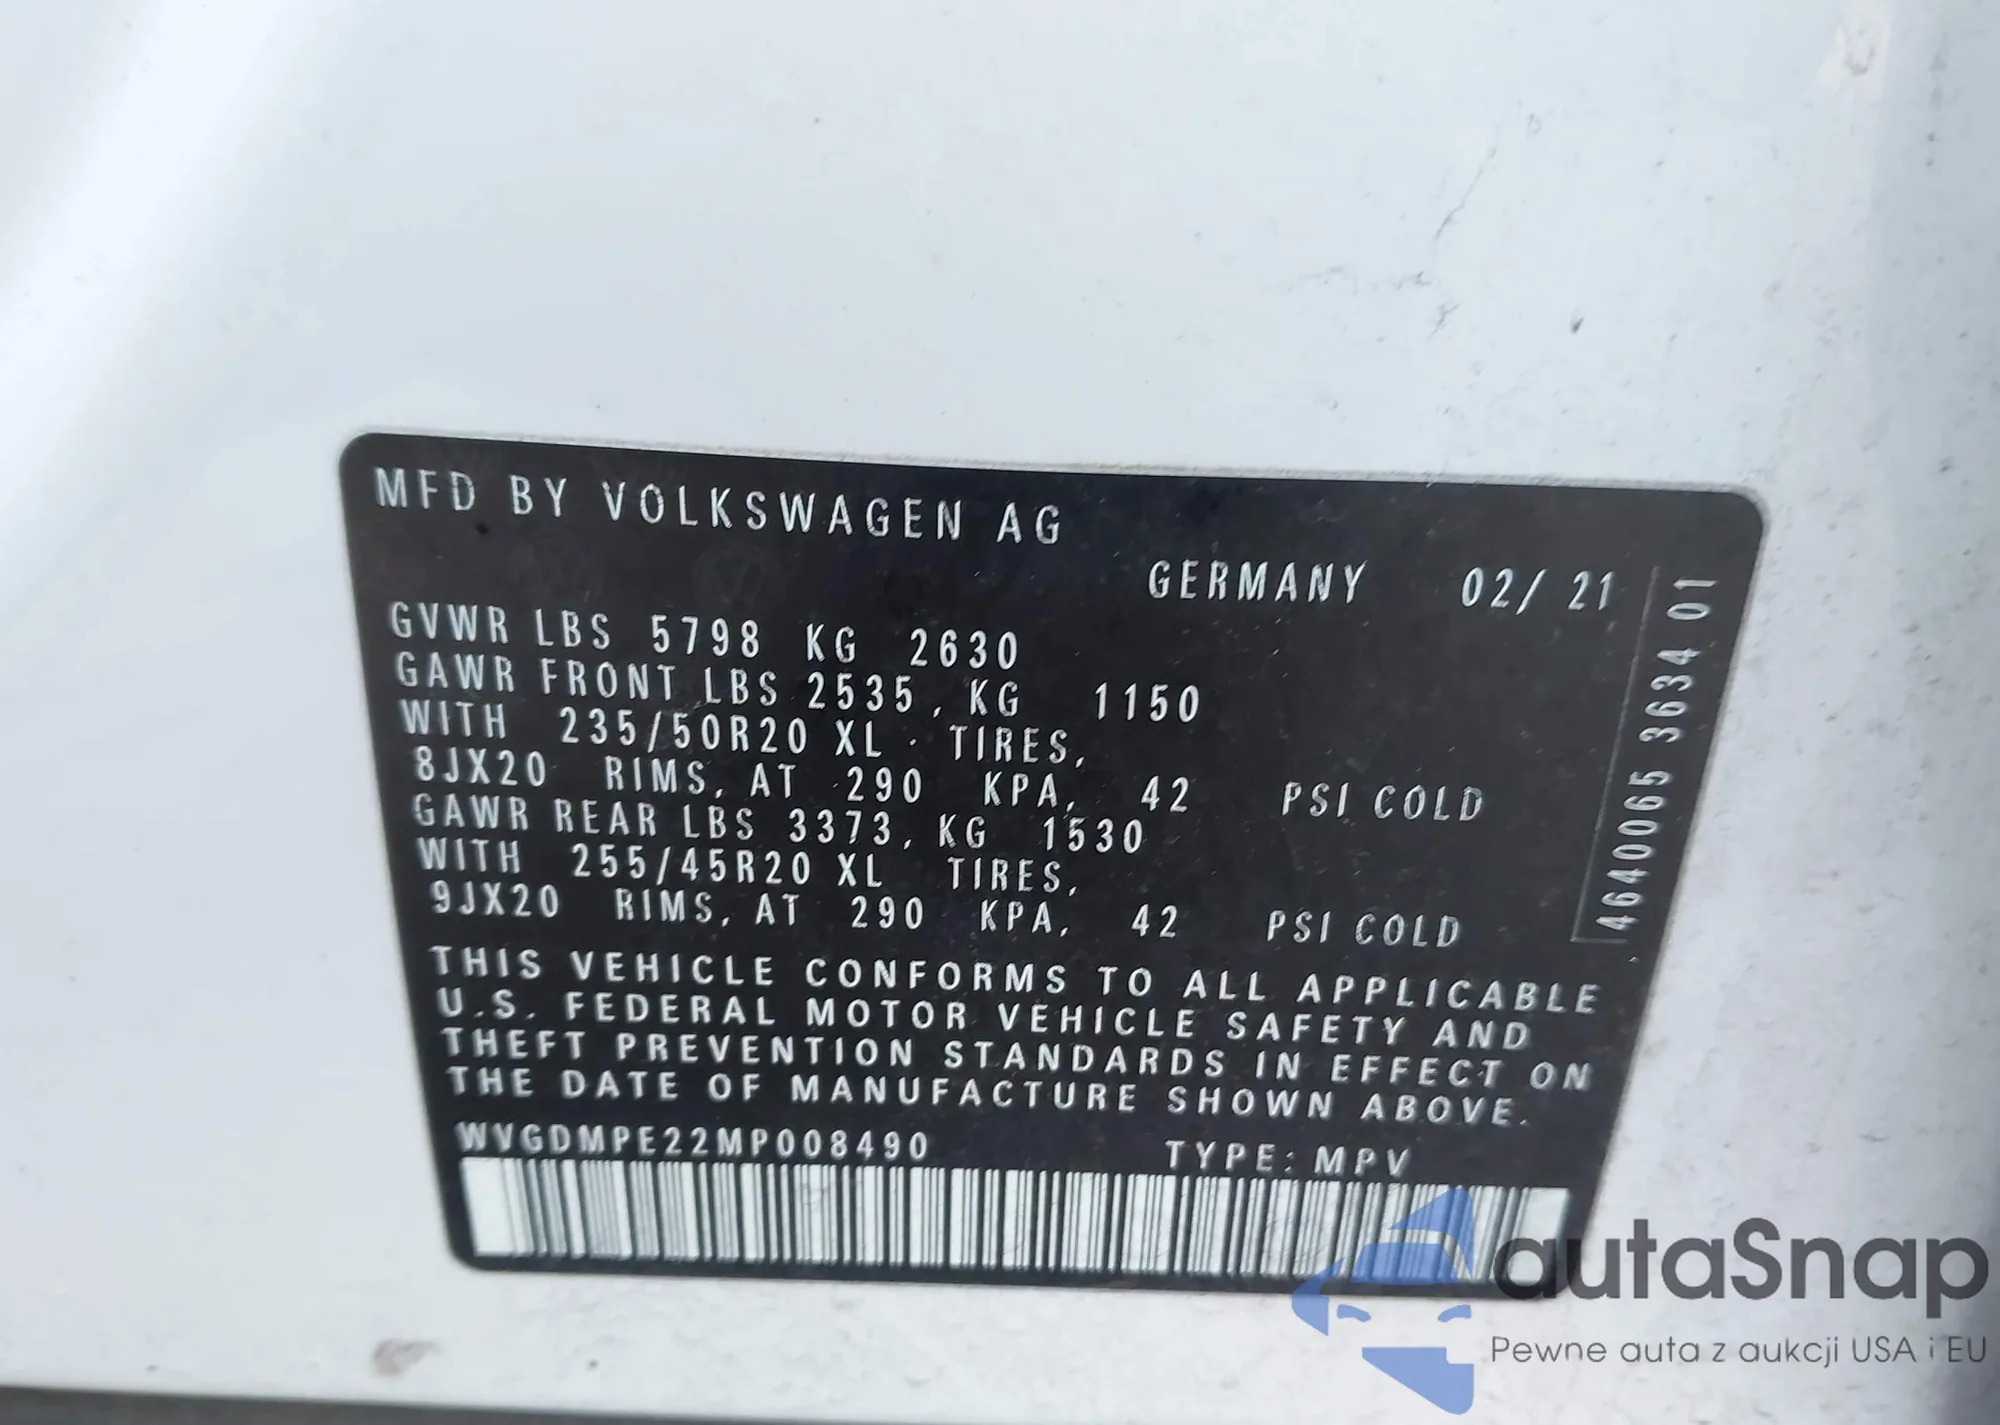 MFD BY VOLKSWAGEN AG
GERMANY 02/ 21
GVWR LBS 5798 KG 2630
GAWR FRONT LBS 2535, KG 1150
WITH 235/50R20 XL TIRES,
8JX20 RIMS, AT 290 KPA, 42 PSI COLD
GAWR REAR LBS 3373, KG 1530
WITH 255/45R20 XL TIRES,
9JX20 RIMS, AT 290 KPA, 42 PSI COLD
THIS VEHICLE CONFORMS TO ALL APPLICABLE
U.S. FEDERAL MOTOR VEHICLE SAFETY AND
THEFT PREVENTION STANDARDS IN EFFECT ON
THE DATE OF MANUFACTURE SHOWN ABOVE.
WVGDMPE22MP008490 TYPE: MPV
4640065 3634 01
autaSnap
Pewne auta z aukcji USA i EU